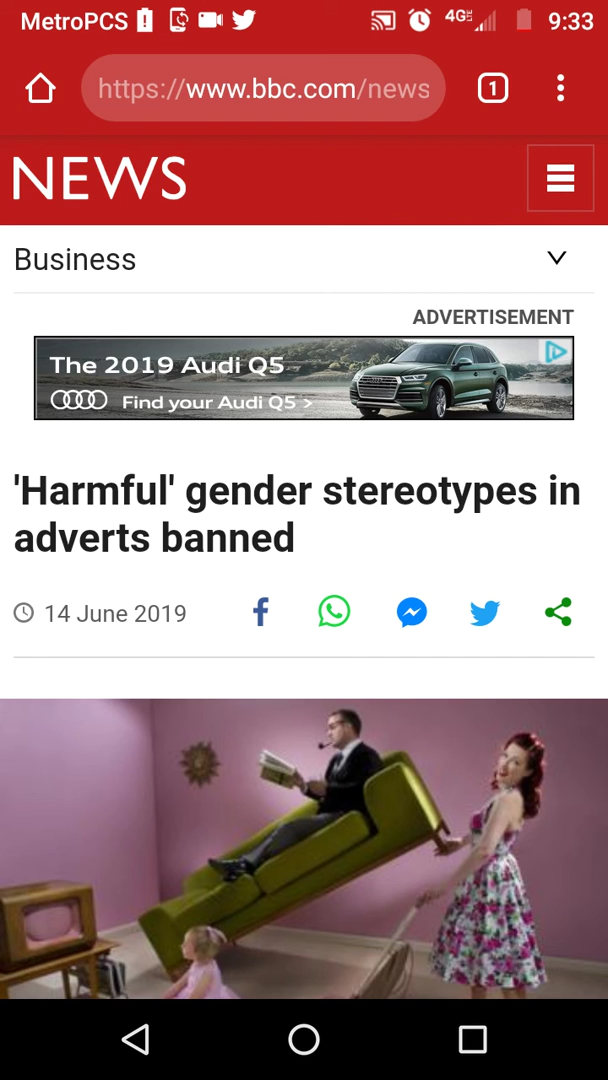 MetroPCS
4G LTE
9:33
https://www.bbc.com/news
1
NEWS
Business
ADVERTISEMENT
The 2019 Audi Q5
Find your Audi Q5 >
'Harmful' gender stereotypes in
adverts banned
14 June 2019